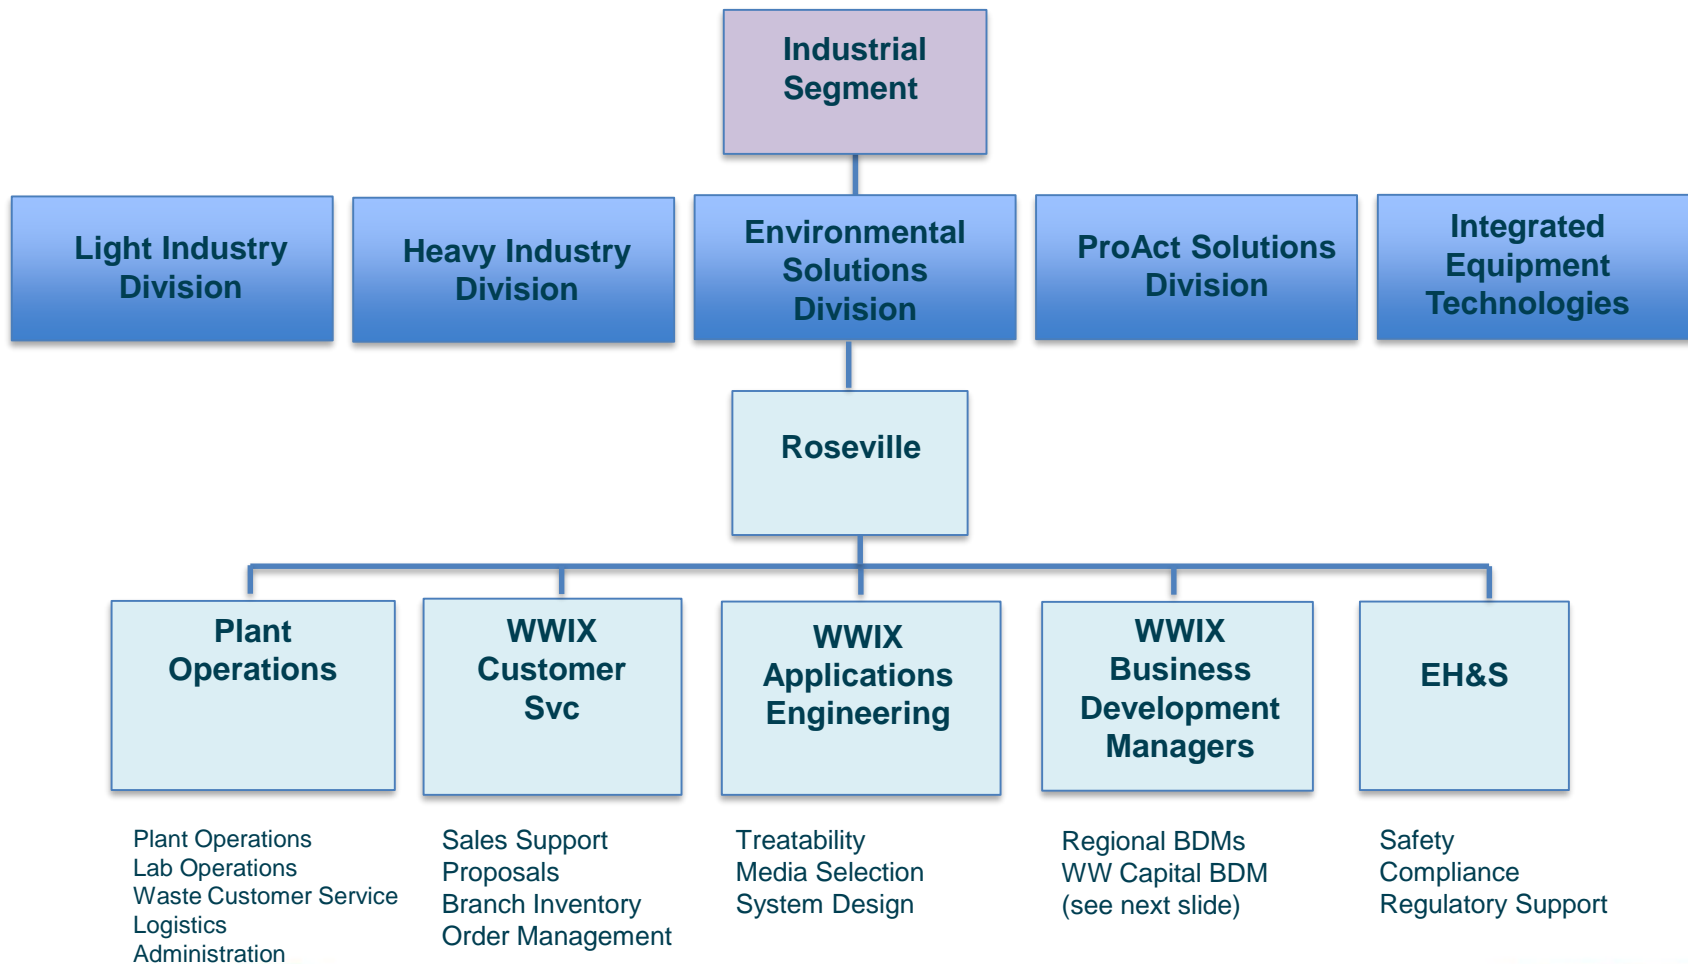 Industrial
Segment
Light Industry
Division
Heavy Industry
Division
Environmental
Solutions
Division
ProAct Solutions
Division
Integrated
Equipment
Technologies
Roseville
Plant
Operations
WWIX
Customer
Svc
WWIX
Applications
Engineering
WWIX
Business
Development
Managers
EH&S
Plant Operations
Lab Operations
Waste Customer Service
Logistics
Administration
Sales Support
Proposals
Branch Inventory
Order Management
Treatability
Media Selection
System Design
Regional BDMs
WW Capital BDM
(see next slide)
Safety
Compliance
Regulatory Support